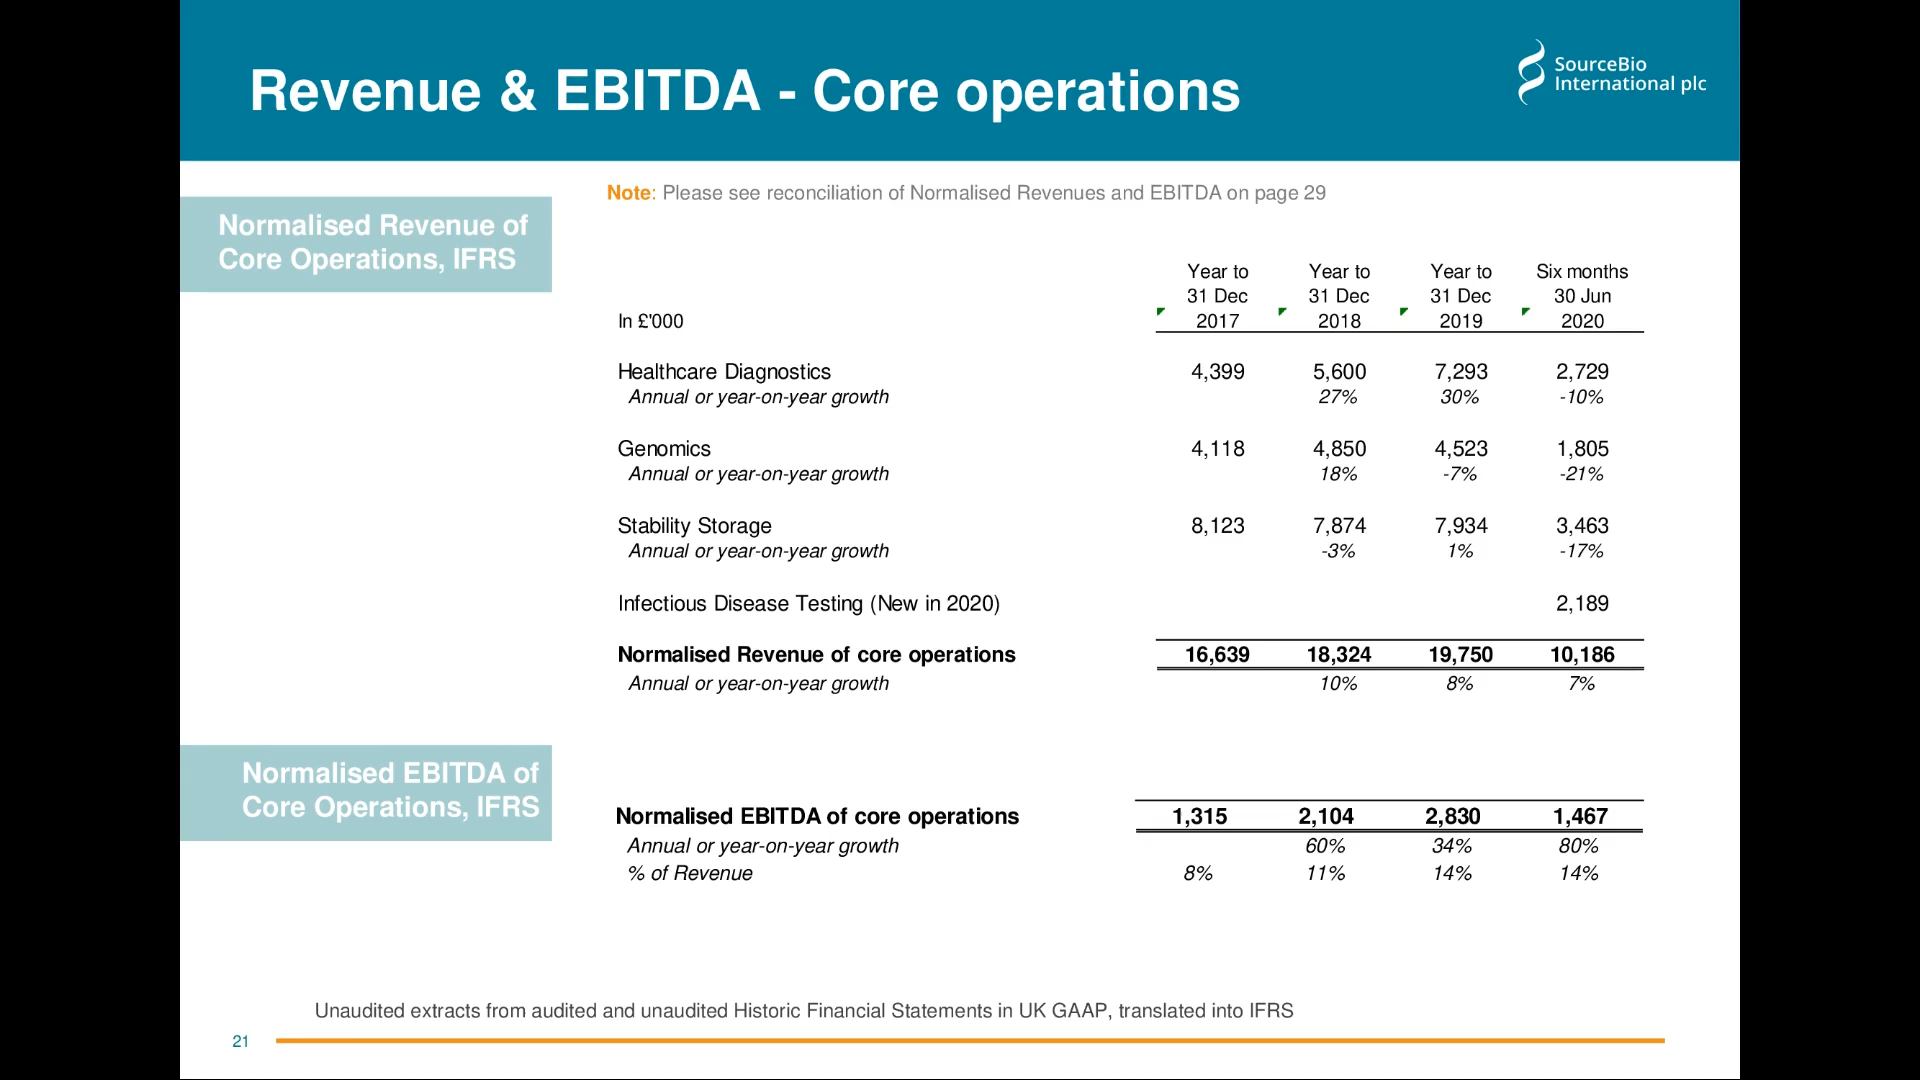 Revenue & EBITDA - Core operations
SourceBio
International plc
Note: Please see reconciliation of Normalised Revenues and EBITDA on page 29
Normalised Revenue of
Core Operations, IFRS
Year to Year to Year to Six months
31 Dec 31 Dec 31 Dec 30 Jun
In £'000 2017 2018 2019 2020
Healthcare Diagnostics 4,399 5,600 7,293 2,729
Annual or year-on-year growth 27% 30% -10%
Genomics 4,118 4,850 4,523 1,805
Annual or year-on-year growth 18% -7% -21%
Stability Storage 8,123 7,874 7,934 3,463
Annual or year-on-year growth -3% 1% -17%
Infectious Disease Testing (New in 2020) 2,189
Normalised Revenue of core operations 16,639 18,324 19,750 10,186
Annual or year-on-year growth 10% 8% 7%
Normalised EBITDA of
Core Operations, IFRS
Normalised EBITDA of core operations 1,315 2,104 2,830 1,467
Annual or year-on-year growth 60% 34% 80%
% of Revenue 8% 11% 14% 14%
Unaudited extracts from audited and unaudited Historic Financial Statements in UK GAAP, translated into IFRS
21